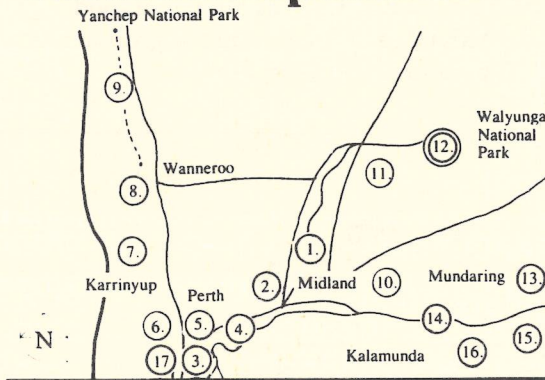 Yanchep National Park
9.
Walyunga
National
Park
12.
Wanneroo
11.
8.
7.
1.
2.
Midland
10.
Mundaring
13.
Karrinyup
Perth
6.
5.
4.
14.
N
15.
17
3.
Kalamunda
16.